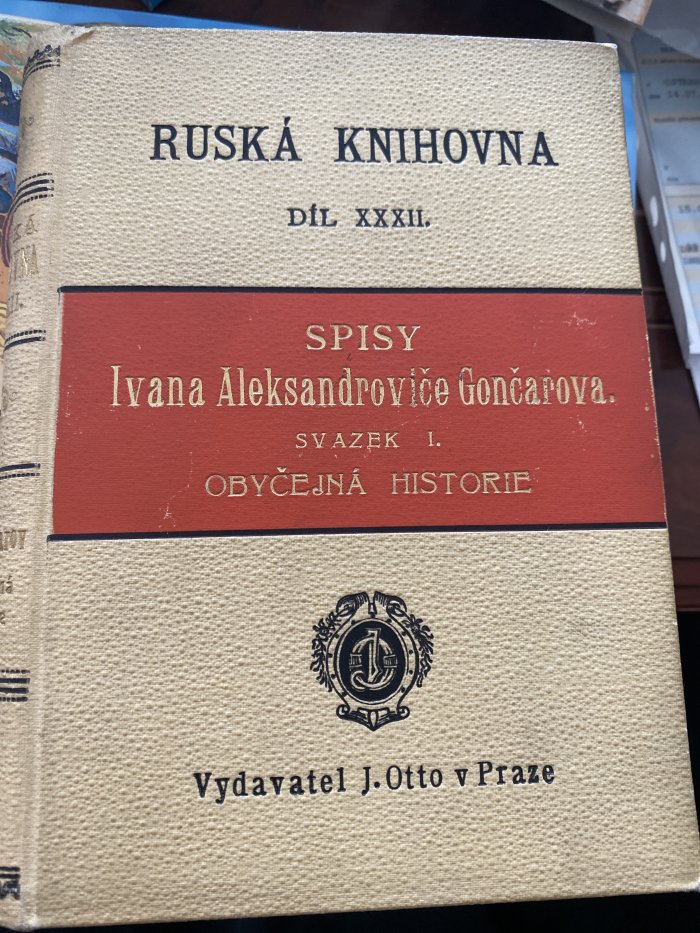 RUSKÁ KNIHOVNA
DÍL XXXII.
SPISY
Ivana Aleksandroviče Gončarova.
SVAZEK I.
OBYČEJNÁ HISTORIE
Vydavatel J. Otto v Praze